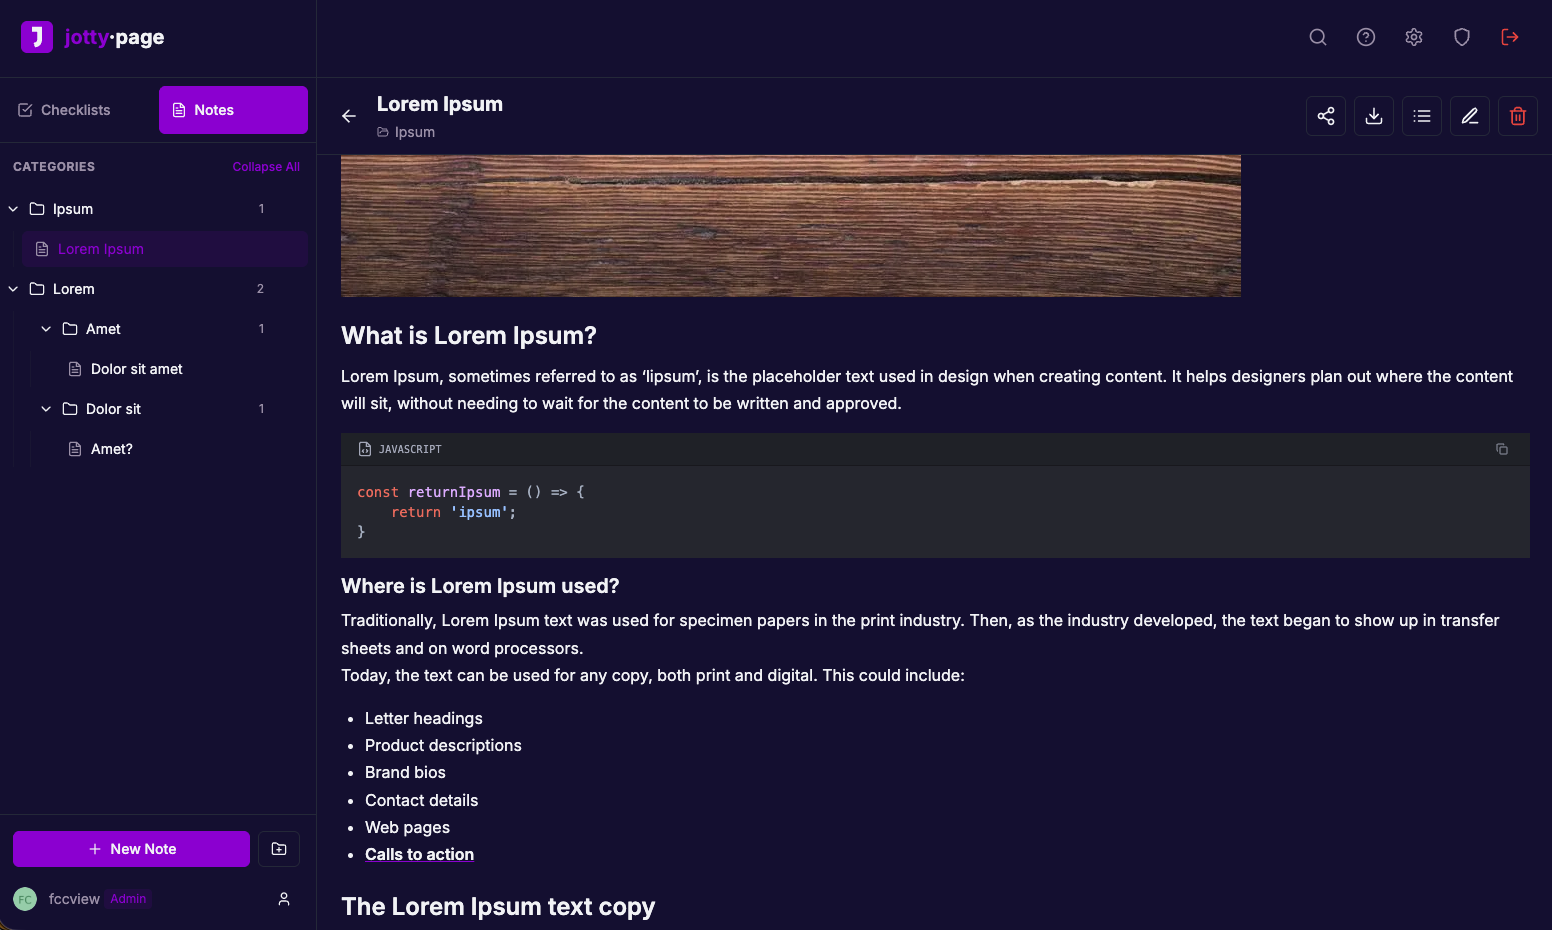 jotty·page
Checklists
Notes
CATEGORIES
Collapse All
Ipsum
1
Lorem Ipsum
Lorem
2
Amet
1
Dolor sit amet
Dolor sit
1
Amet?
New Note
FC
fccview
Admin
Lorem Ipsum
Ipsum
What is Lorem Ipsum?
Lorem Ipsum, sometimes referred to as ‘lipsum’, is the placeholder text used in design when creating content. It helps designers plan out where the content
will sit, without needing to wait for the content to be written and approved.
JAVASCRIPT
const returnIpsum = () => {
    return 'ipsum';
}
Where is Lorem Ipsum used?
Traditionally, Lorem Ipsum text was used for specimen papers in the print industry. Then, as the industry developed, the text began to show up in transfer
sheets and on word processors.
Today, the text can be used for any copy, both print and digital. This could include:
• Letter headings
• Product descriptions
• Brand bios
• Contact details
• Web pages
• Calls to action
The Lorem Ipsum text copy